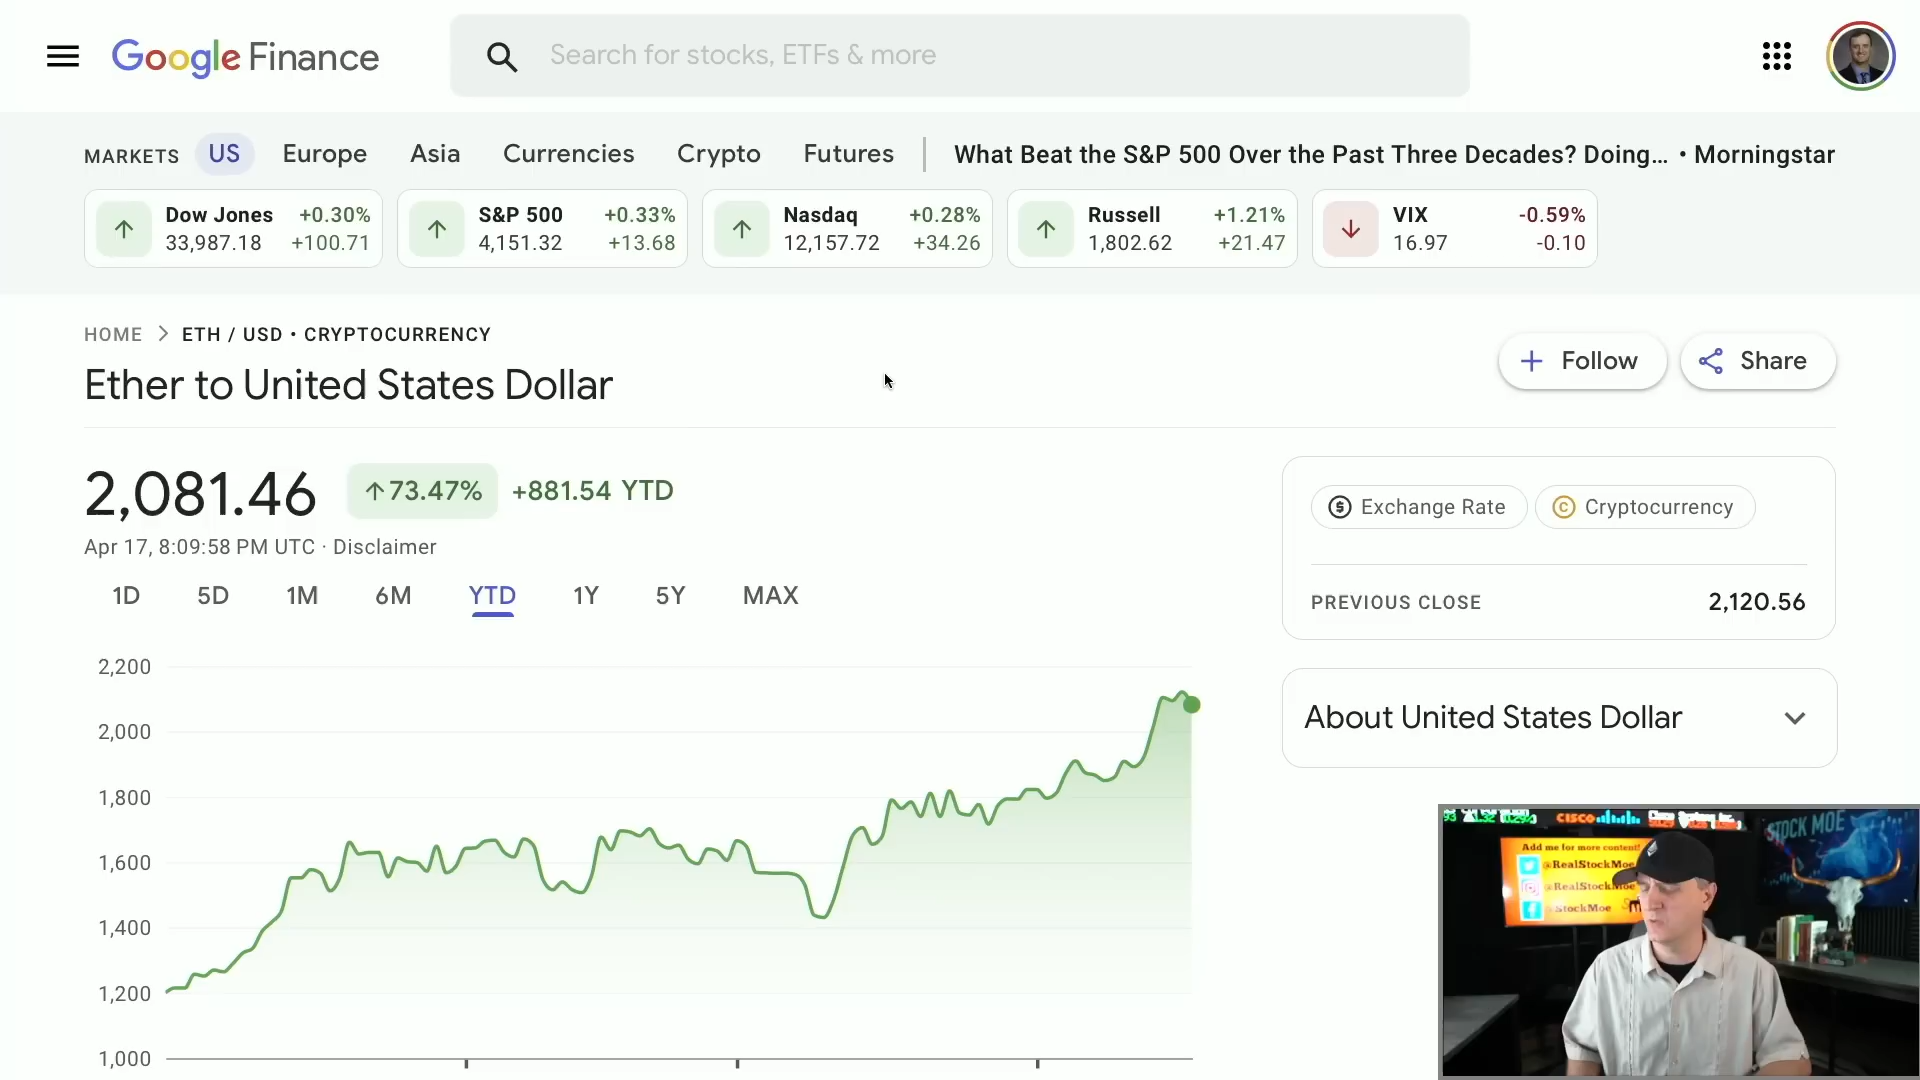 Google Finance
Search for stocks, ETFs & more
MARKETS US Europe Asia Currencies Crypto Futures
What Beat the S&P 500 Over the Past Three Decades? Doing... • Morningstar
Dow Jones +0.30%
33,987.18 +100.71
S&P 500 +0.33%
4,151.32 +13.68
Nasdaq +0.28%
12,157.72 +34.26
Russell +1.21%
1,802.62 +21.47
VIX -0.59%
16.97 -0.10
HOME > ETH / USD • CRYPTOCURRENCY
Ether to United States Dollar
Follow
Share
2,081.46 ↑73.47% +881.54 YTD
Apr 17, 8:09:58 PM UTC · Disclaimer
1D 5D 1M 6M YTD 1Y 5Y MAX
2,200
2,000
1,800
1,600
1,400
1,200
1,000
Exchange Rate
Cryptocurrency
PREVIOUS CLOSE 2,120.56
About United States Dollar
CISCO
STOCK MOE
Add me for more content!
@RealStockMoe
@RealStockMoe
StockMoe